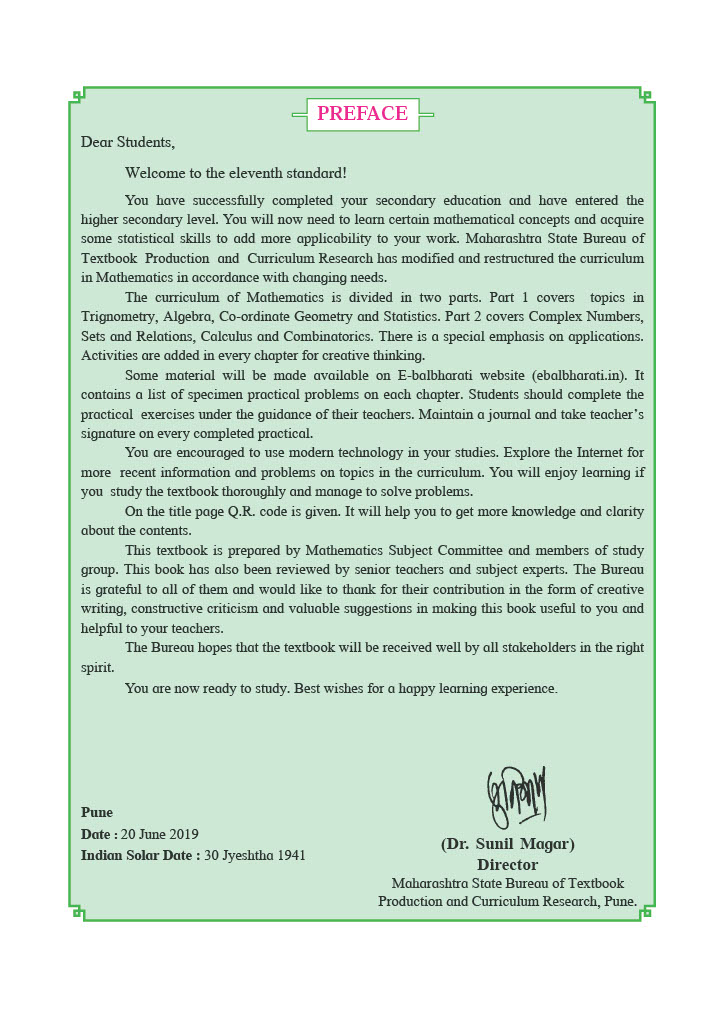 PREFACE
Dear Students,
Welcome to the eleventh standard!
You have successfully completed your secondary education and have entered the
higher secondary level. You will now need to learn certain mathematical concepts and acquire
some statistical skills to add more applicability to your work. Maharashtra State Bureau of
Textbook Production and Curriculum Research has modified and restructured the curriculum
in Mathematics in accordance with changing needs.
The curriculum of Mathematics is divided in two parts. Part 1 covers topics in
Trignometry, Algebra, Co-ordinate Geometry and Statistics. Part 2 covers Complex Numbers,
Sets and Relations, Calculus and Combinatorics. There is a special emphasis on applications.
Activities are added in every chapter for creative thinking.
Some material will be made available on E-balbharati website (ebalbharati.in). It
contains a list of specimen practical problems on each chapter. Students should complete the
practical exercises under the guidance of their teachers. Maintain a journal and take teacher's
signature on every completed practical.
You are encouraged to use modern technology in your studies. Explore the Internet for
more recent information and problems on topics in the curriculum. You will enjoy learning if
you study the textbook thoroughly and manage to solve problems.
On the title page Q.R. code is given. It will help you to get more knowledge and clarity
about the contents.
This textbook is prepared by Mathematics Subject Committee and members of study
group. This book has also been reviewed by senior teachers and subject experts. The Bureau
is grateful to all of them and would like to thank for their contribution in the form of creative
writing, constructive criticism and valuable suggestions in making this book useful to you and
helpful to your teachers.
The Bureau hopes that the textbook will be received well by all stakeholders in the right
spirit.
You are now ready to study. Best wishes for a happy learning experience.
Pune
Date : 20 June 2019
Indian Solar Date : 30 Jyeshtha 1941
(Dr. Sunil Magar)
Director
Maharashtra State Bureau of Textbook
Production and Curriculum Research, Pune.